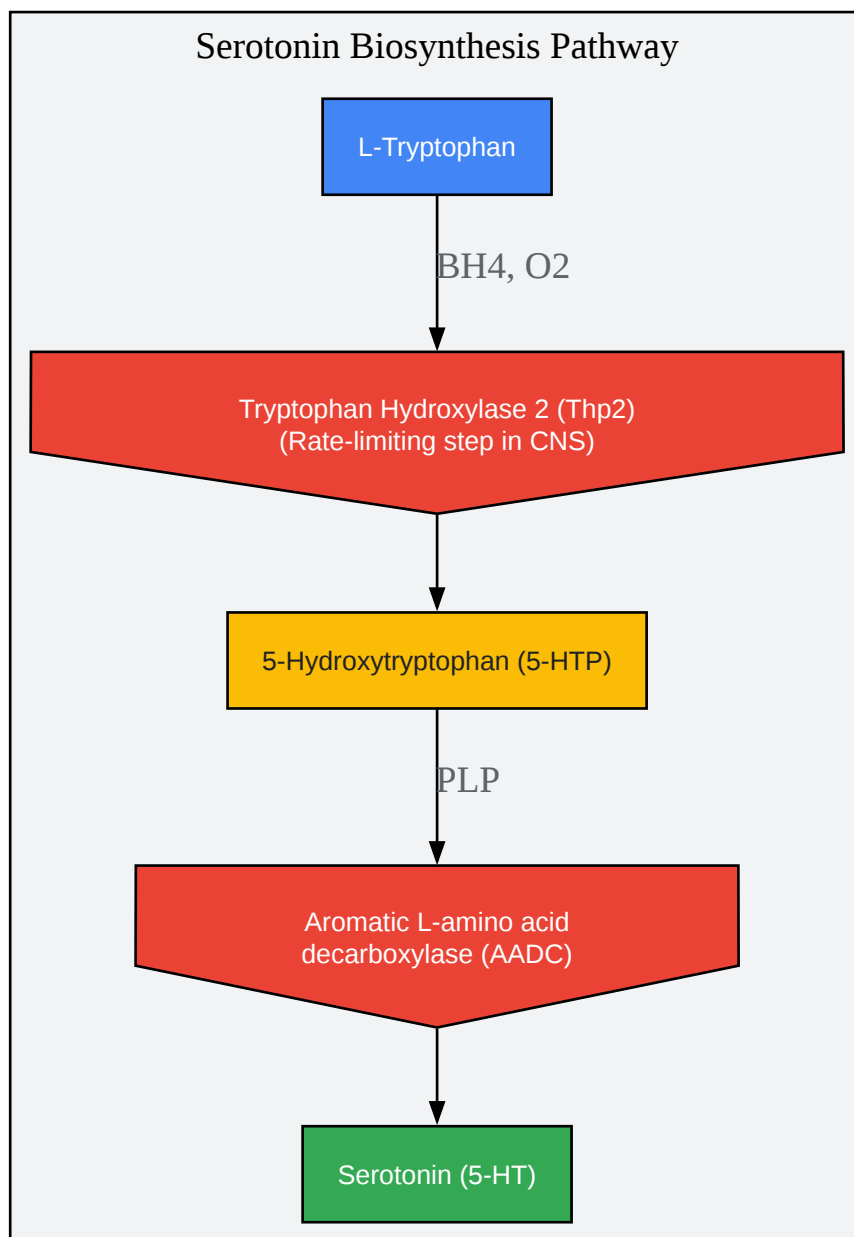 Serotonin Biosynthesis Pathway
L-Tryptophan
BH4, O2
Tryptophan Hydroxylase 2 (Thp2)
(Rate-limiting step in CNS)
5-Hydroxytryptophan (5-HTP)
PLP
Aromatic L-amino acid
decarboxylase (AADC)
Serotonin (5-HT)